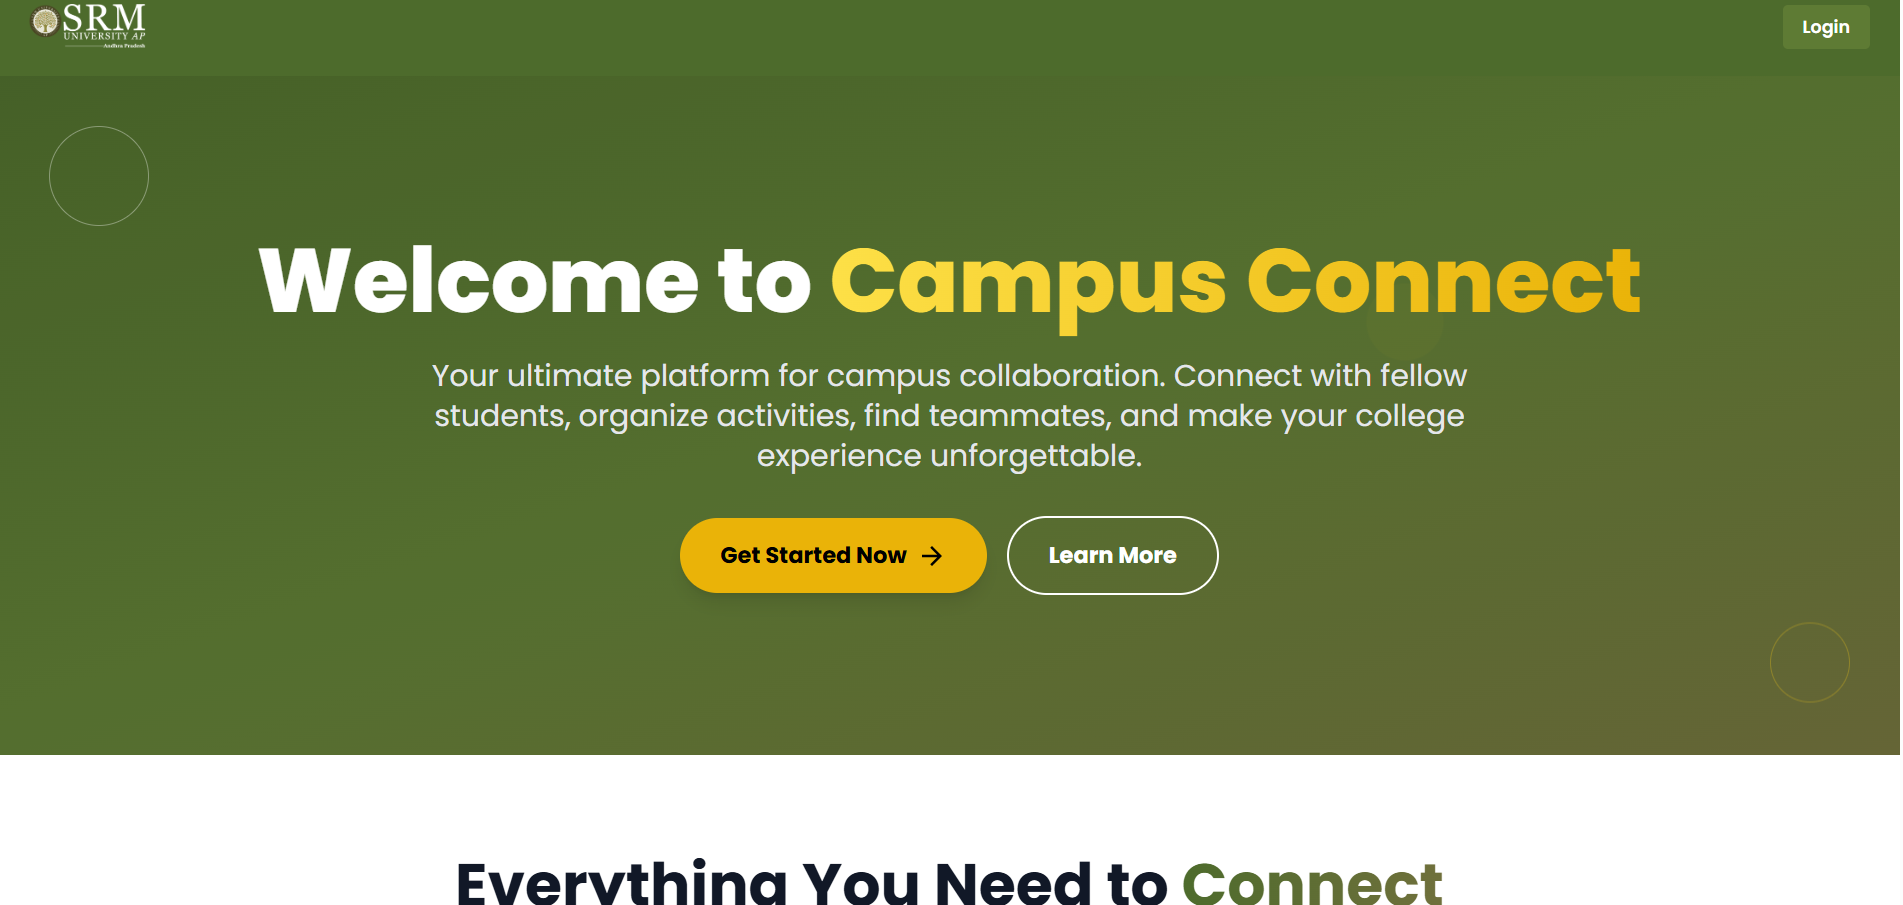 SRM
UNIVERSITY AP
Andhra Pradesh
Login
Welcome to Campus Connect
Your ultimate platform for campus collaboration. Connect with fellow
students, organize activities, find teammates, and make your college
experience unforgettable.
Get Started Now
Learn More
Everything You Need to Connect